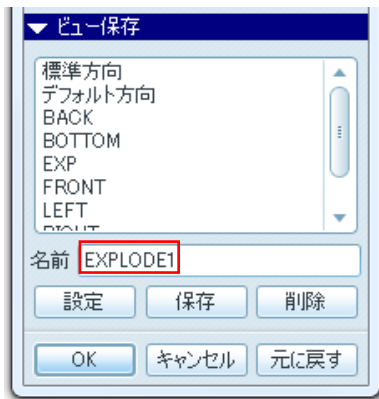 ビュー保存
標準方向
デフォルト方向
BACK
BOTTOM
EXP
FRONT
LEFT
RIGHT
名前 EXPLODE1
設定 保存 削除
OK キャンセル 元に戻す